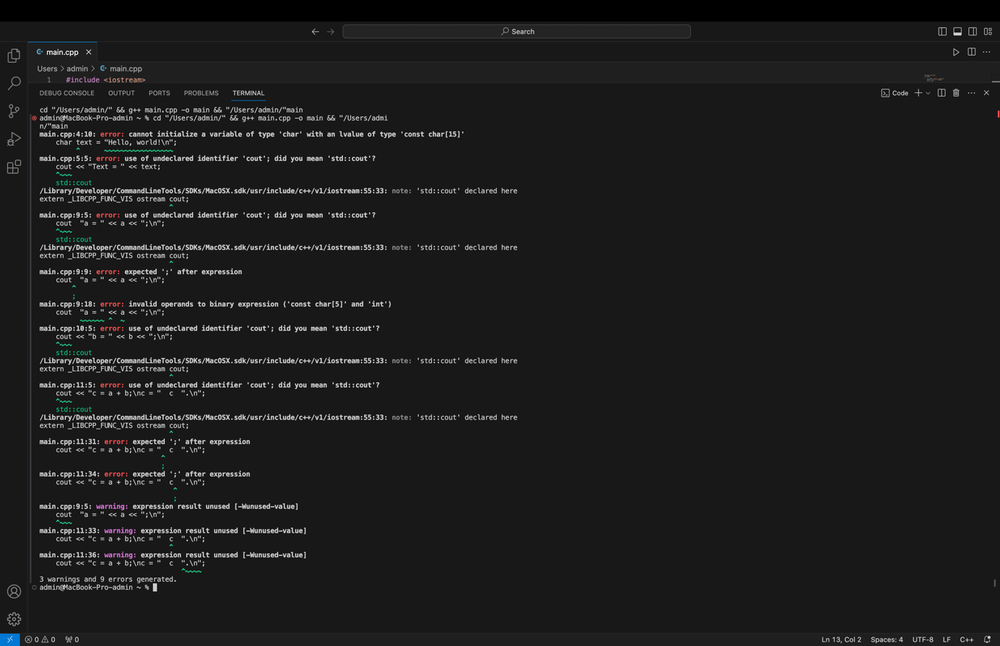 Search
main.cpp
Users > admin > main.cpp
1 #include <iostream>
DEBUG CONSOLE OUTPUT PORTS PROBLEMS TERMINAL
Code
cd "/Users/admin/" && g++ main.cpp -o main && "/Users/admin/"main
admin@MacBook-Pro-admin ~ % cd "/Users/admin/" && g++ main.cpp -o main && "/Users/admi
n/"main
main.cpp:4:10: error: cannot initialize a variable of type 'char' with an lvalue of type 'const char[15]'
    char text = "Hello, world!\n";
         ^      ~~~~~~~~~~~~~~~~~
main.cpp:5:5: error: use of undeclared identifier 'cout'; did you mean 'std::cout'?
    cout << "Text = " << text;
    ^~~~
    std::cout
/Library/Developer/CommandLineTools/SDKs/MacOSX.sdk/usr/include/c++/v1/iostream:55:33: note: 'std::cout' declared here
extern _LIBCPP_FUNC_VIS ostream cout;
                                ^
main.cpp:9:5: error: use of undeclared identifier 'cout'; did you mean 'std::cout'?
    cout  "a = " << a << ";\n";
    ^~~~
    std::cout
/Library/Developer/CommandLineTools/SDKs/MacOSX.sdk/usr/include/c++/v1/iostream:55:33: note: 'std::cout' declared here
extern _LIBCPP_FUNC_VIS ostream cout;
                                ^
main.cpp:9:9: error: expected ';' after expression
    cout  "a = " << a << ";\n";
        ^
        ;
main.cpp:9:18: error: invalid operands to binary expression ('const char[5]' and 'int')
    cout  "a = " << a << ";\n";
          ~~~~~~ ^  ~
main.cpp:10:5: error: use of undeclared identifier 'cout'; did you mean 'std::cout'?
    cout << "b = " << b << ";\n";
    ^~~~
    std::cout
/Library/Developer/CommandLineTools/SDKs/MacOSX.sdk/usr/include/c++/v1/iostream:55:33: note: 'std::cout' declared here
extern _LIBCPP_FUNC_VIS ostream cout;
                                ^
main.cpp:11:5: error: use of undeclared identifier 'cout'; did you mean 'std::cout'?
    cout << "c = a + b;\nc = "  c  ".\n";
    ^~~~
    std::cout
/Library/Developer/CommandLineTools/SDKs/MacOSX.sdk/usr/include/c++/v1/iostream:55:33: note: 'std::cout' declared here
extern _LIBCPP_FUNC_VIS ostream cout;
                                ^
main.cpp:11:31: error: expected ';' after expression
    cout << "c = a + b;\nc = "  c  ".\n";
                              ^
                              ;
main.cpp:11:34: error: expected ';' after expression
    cout << "c = a + b;\nc = "  c  ".\n";
                                 ^
                                 ;
main.cpp:9:5: warning: expression result unused [-Wunused-value]
    cout  "a = " << a << ";\n";
    ^~~~
main.cpp:11:33: warning: expression result unused [-Wunused-value]
    cout << "c = a + b;\nc = "  c  ".\n";
                                ^
main.cpp:11:36: warning: expression result unused [-Wunused-value]
    cout << "c = a + b;\nc = "  c  ".\n";
                                   ^~~~~
3 warnings and 9 errors generated.
admin@MacBook-Pro-admin ~ %
0 0 0 Ln 13, Col 2 Spaces: 4 UTF-8 LF C++